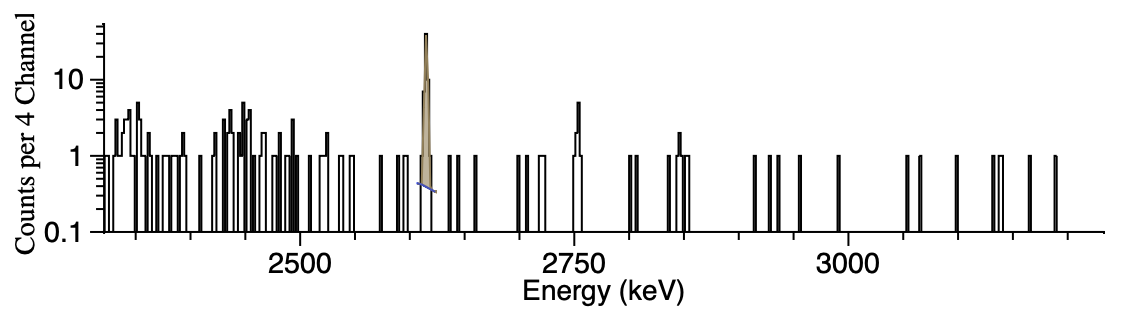 Counts per 4 Channel
10
1
0.1
2500 2750 3000
Energy (keV)